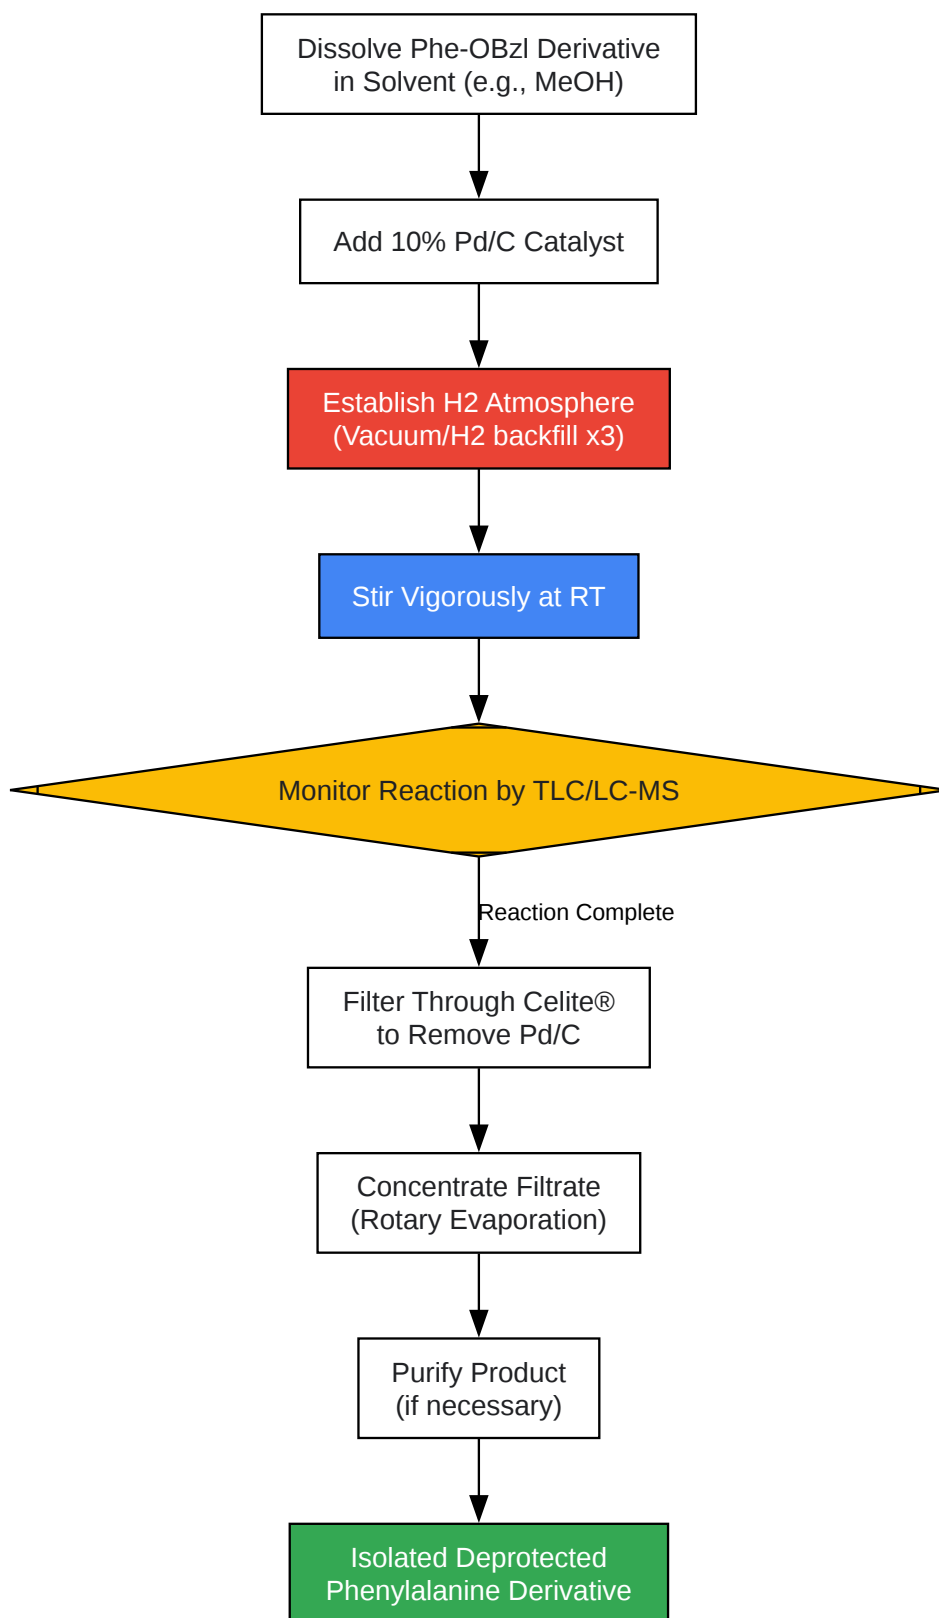 Dissolve Phe-OBzl Derivative
in Solvent (e.g., MeOH)
Add 10% Pd/C Catalyst
Establish H2 Atmosphere
(Vacuum/H2 backfill x3)
Stir Vigorously at RT
Monitor Reaction by TLC/LC-MS
Reaction Complete
Filter Through Celite®
to Remove Pd/C
Concentrate Filtrate
(Rotary Evaporation)
Purify Product
(if necessary)
Isolated Deprotected
Phenylalanine Derivative